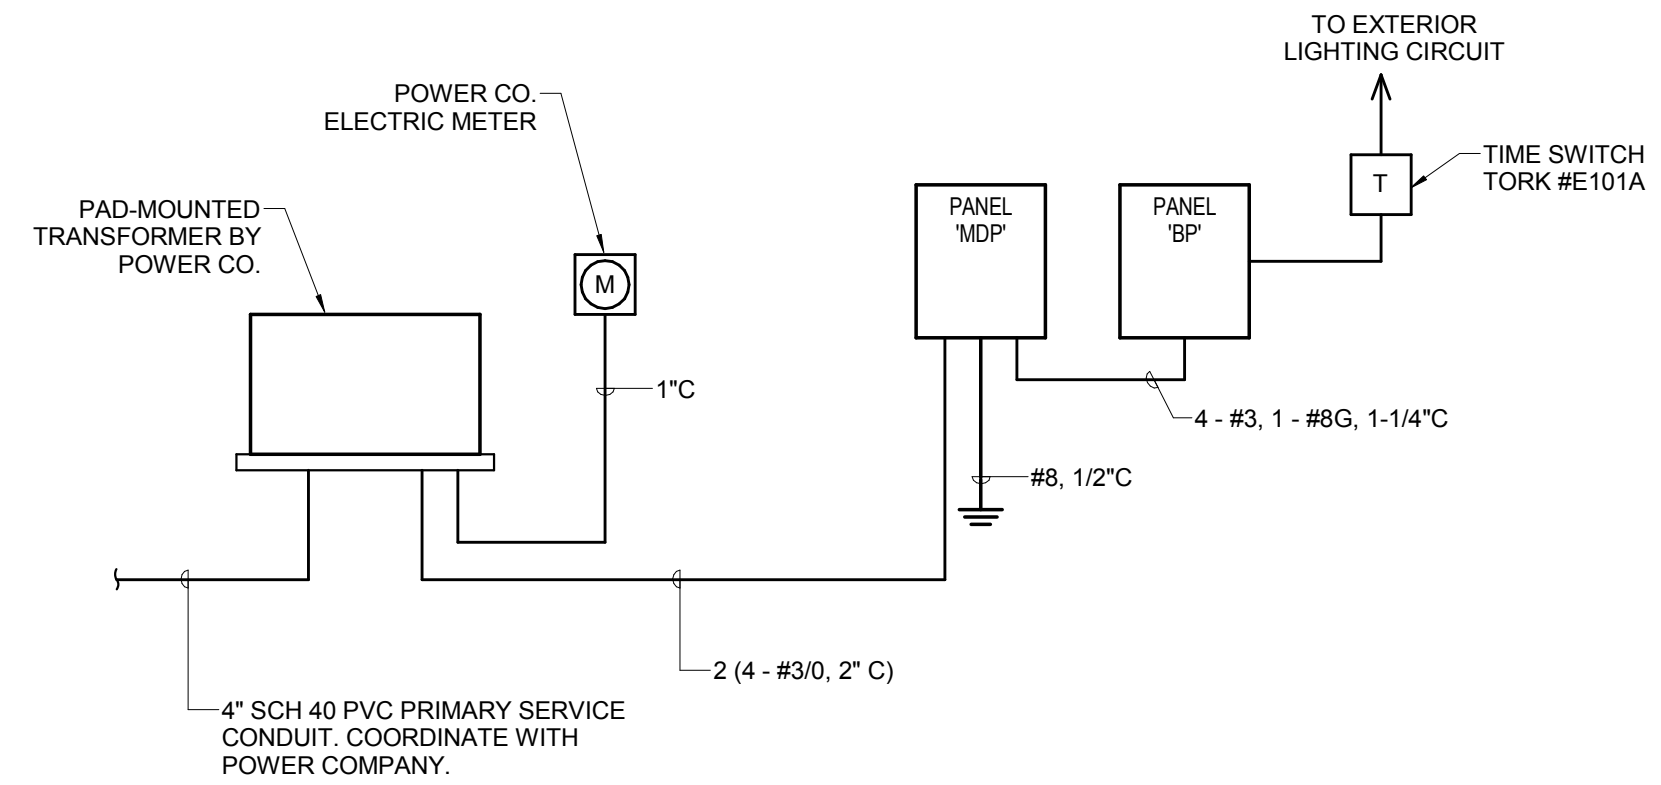 TO EXTERIOR
LIGHTING CIRCUIT
POWER CO.
ELECTRIC METER
TIME SWITCH
TORK #E101A
T
PAD-MOUNTED
TRANSFORMER BY
POWER CO.
PANEL
'MDP'
PANEL
'BP'
M
1"C
4 - #3, 1 - #8G, 1-1/4"C
#8, 1/2"C
2 (4 - #3/0, 2" C)
4" SCH 40 PVC PRIMARY SERVICE
CONDUIT. COORDINATE WITH
POWER COMPANY.